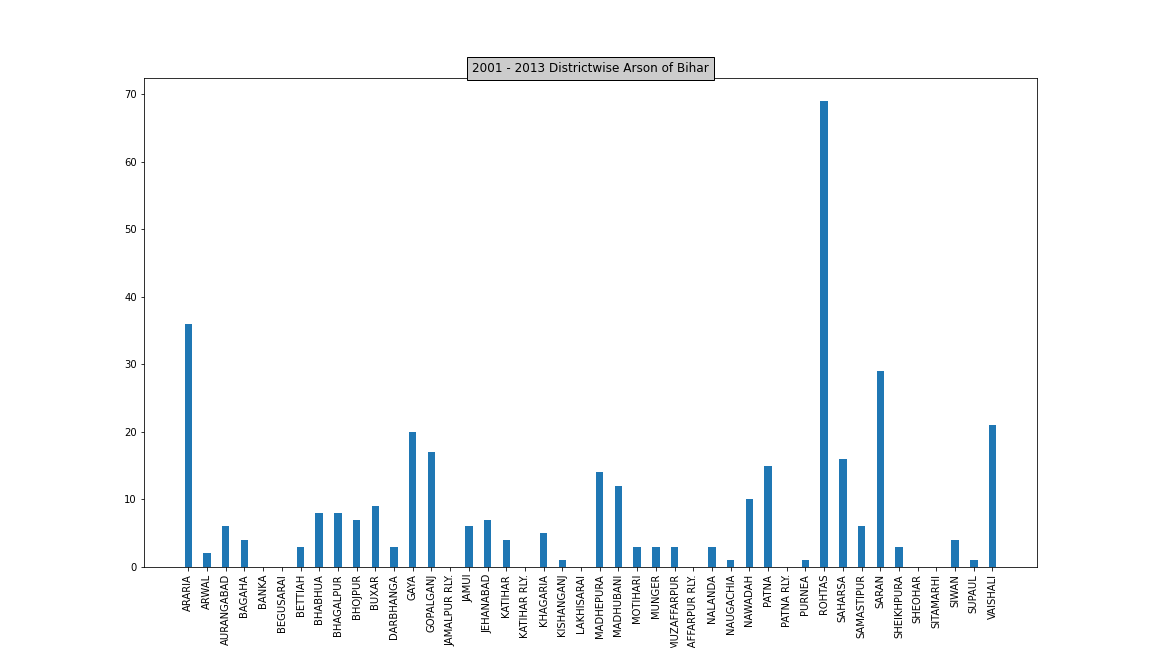 2001 - 2013 Districtwise Arson of Bihar
70
60
50
40
30
20
10
0
ARARIA
ARWAL
AURANGABAD
BAGAHA
BANKA
BEGUSARAI
BETTIAH
BHABHUA
BHAGALPUR
BHOJPUR
BUXAR
DARBHANGA
GAYA
GOPALGANJ
JAMALPUR RLY.
JAMUI
JEHANABAD
KATIHAR
KATIHAR RLY.
KHAGARIA
KISHANGANJ
LAKHISARAI
MADHEPURA
MADHUBANI
MOTIHARI
MUNGER
MUZAFFARPUR
AFFARPUR RLY.
NALANDA
NAUGACHIA
NAWADAH
PATNA
PATNA RLY.
PURNEA
ROHTAS
SAHARSA
SAMASTIPUR
SARAN
SHEIKHPURA
SHEOHAR
SITAMARHI
SIWAN
SUPAUL
VAISHALI